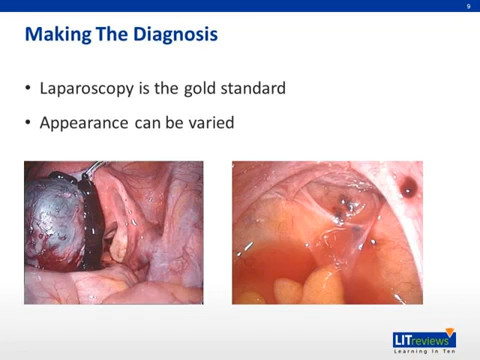 9
Making The Diagnosis
• Laparoscopy is the gold standard
• Appearance can be varied
LITreviews
Learning In Ten